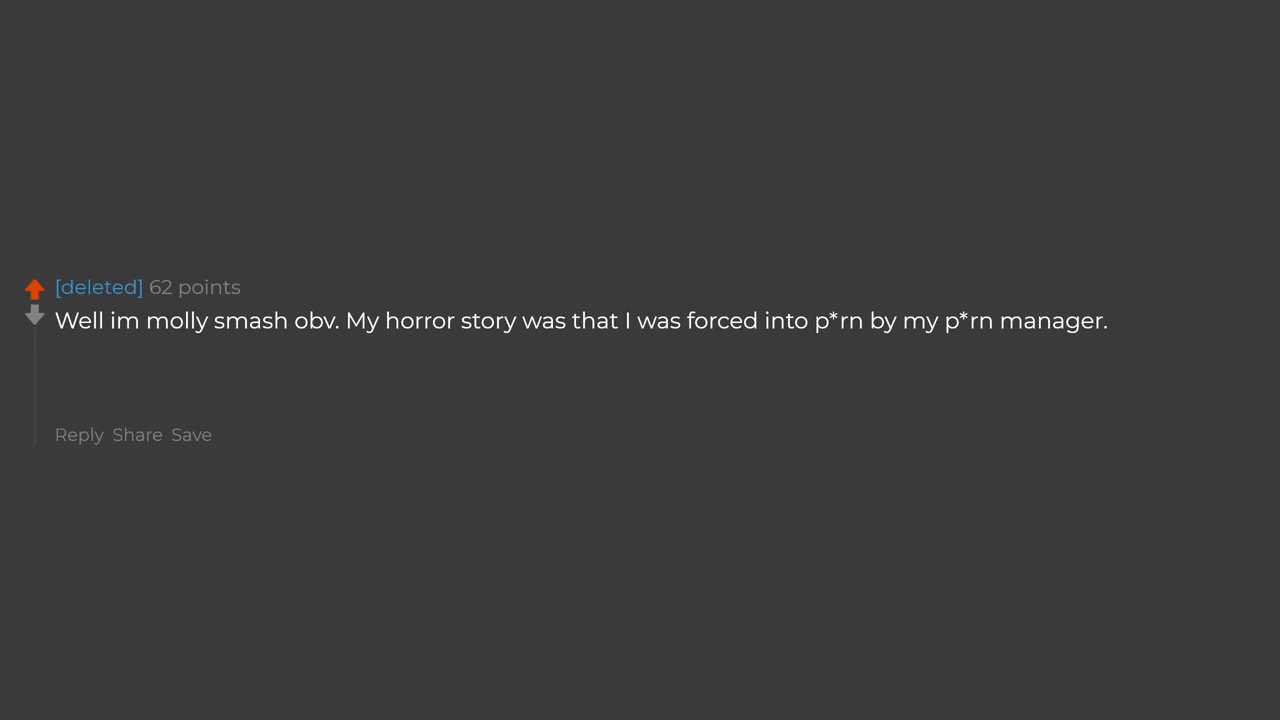 [deleted] 62 points
Well im molly smash obv. My horror story was that I was forced into p*rn by my p*rn manager.
Reply Share Save